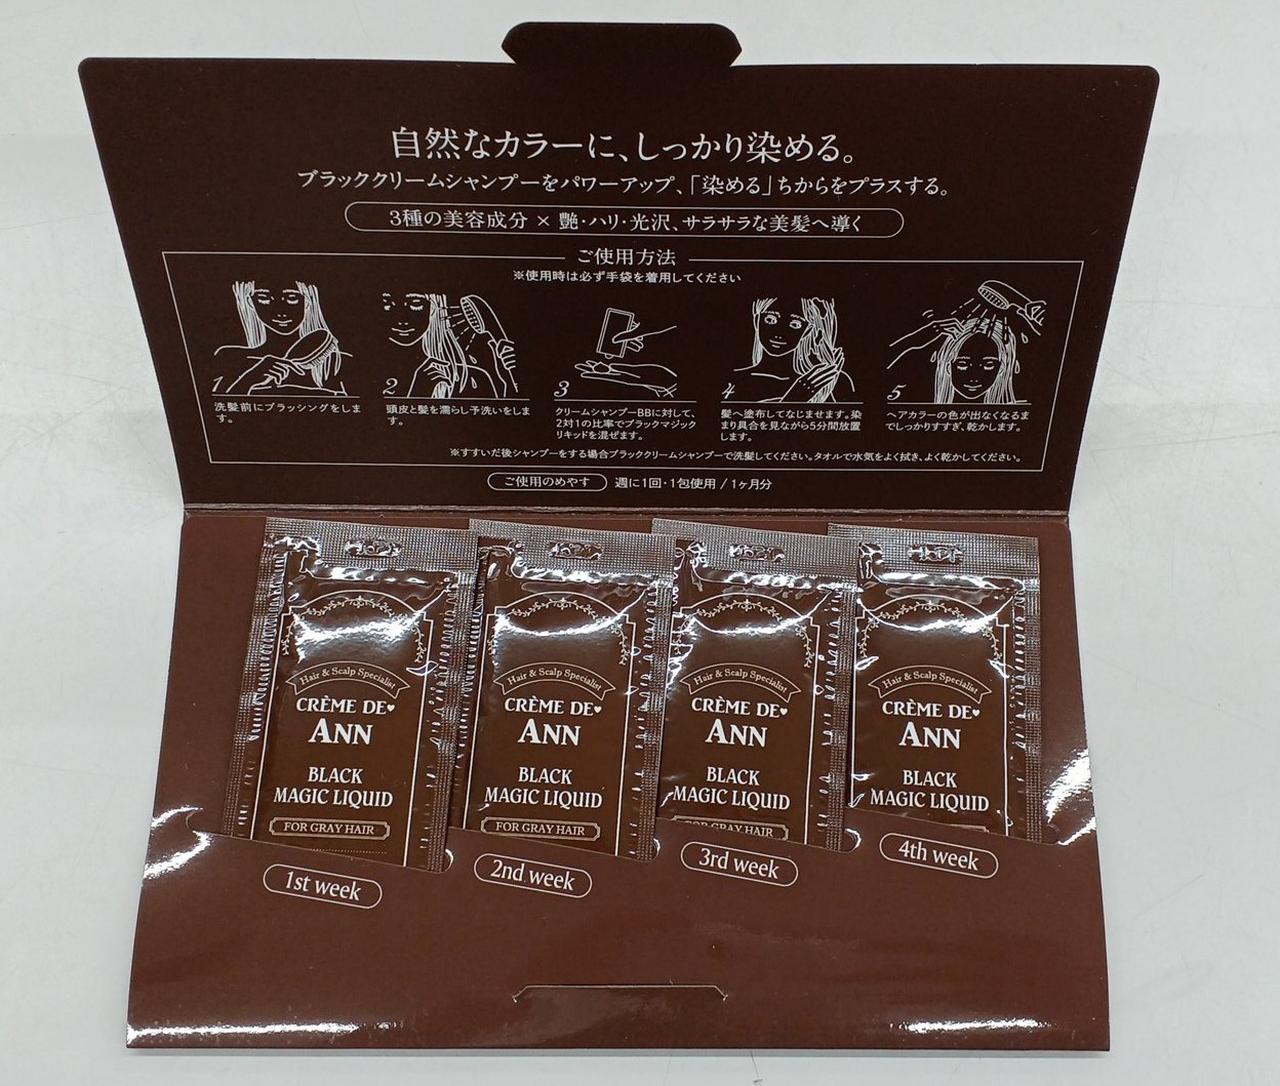 自然なカラーに、しっかり染める。
ブラッククリームシャンプーをパワーアップ、「染める」ちからをプラスする。
3種の美容成分 × 艶・ハリ・光沢、サラサラな美髪へ導く
ご使用方法
※使用時は必ず手袋を着用してください
1
洗髪前にブラッシングをしま
す。
2
頭皮と髪を濡らし予洗いをしま
す。
3
クリームシャンプーBBに対して、
2対1の比率でブラックマジック
リキッドを混ぜます。
4
髪へ塗布してなじませます。染
まり具合を見ながら5分間放置
します。
5
ヘアカラーの色が出なくなるま
でしっかりすすぎ、乾かします。
※すすいだ後シャンプーをする場合ブラッククリームシャンプーで洗髪してください。タオルで水気をよく拭き、よく乾かしてください。
ご使用のめやす 週に1回・1包使用 / 1ヶ月分
Hair & Scalp Specialist
CRÈME DE♥
ANN
BLACK
MAGIC LIQUID
FOR GRAY HAIR
1st week
Hair & Scalp Specialist
CRÈME DE♥
ANN
BLACK
MAGIC LIQUID
FOR GRAY HAIR
2nd week
Hair & Scalp Specialist
CRÈME DE♥
ANN
BLACK
MAGIC LIQUID
FOR GRAY HAIR
3rd week
Hair & Scalp Specialist
CRÈME DE♥
ANN
BLACK
MAGIC LIQUID
4th week